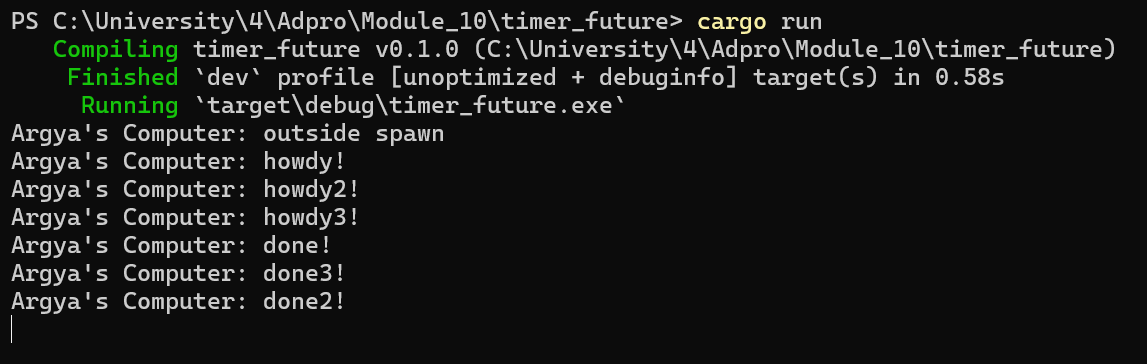 PS C:\University\4\Adpro\Module_10\timer_future> cargo run
   Compiling timer_future v0.1.0 (C:\University\4\Adpro\Module_10\timer_future)
    Finished `dev` profile [unoptimized + debuginfo] target(s) in 0.58s
     Running `target\debug\timer_future.exe`
Argya's Computer: outside spawn
Argya's Computer: howdy!
Argya's Computer: howdy2!
Argya's Computer: howdy3!
Argya's Computer: done!
Argya's Computer: done3!
Argya's Computer: done2!